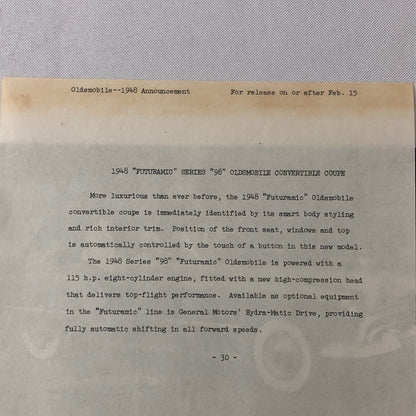 Oldsmobile--1948 Announcement For release on or after Feb. 15
1948 "FUTURAMIC" SERIES "98" OLDSMOBILE CONVERTIBLE COUPE
More luxurious than ever before, the 1948 "Futuramic" Oldsmobile
convertible coupe is immediately identified by its smart body styling
and rich interior trim. Position of the front seat, windows and top
is automatically controlled by the touch of a button in this new model.
The 1948 Series "98" "Futuramic" Oldsmobile is powered with a
115 h.p. eight-cylinder engine, fitted with a new high-compression head
that delivers top-flight performance. Available as optional equipment
in the "Futuramic" line is General Motors' Hydra-Matic Drive, providing
fully automatic shifting in all forward speeds.
- 30 -